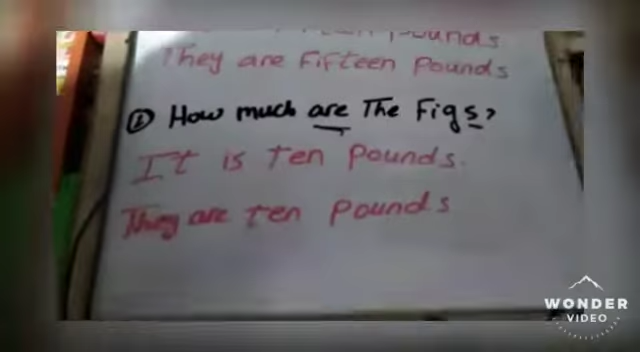 Pounds
They are Fifteen Pounds
① How much are The Figs?
It is Ten Pounds.
They are ten Pounds
WONDER
VIDEO